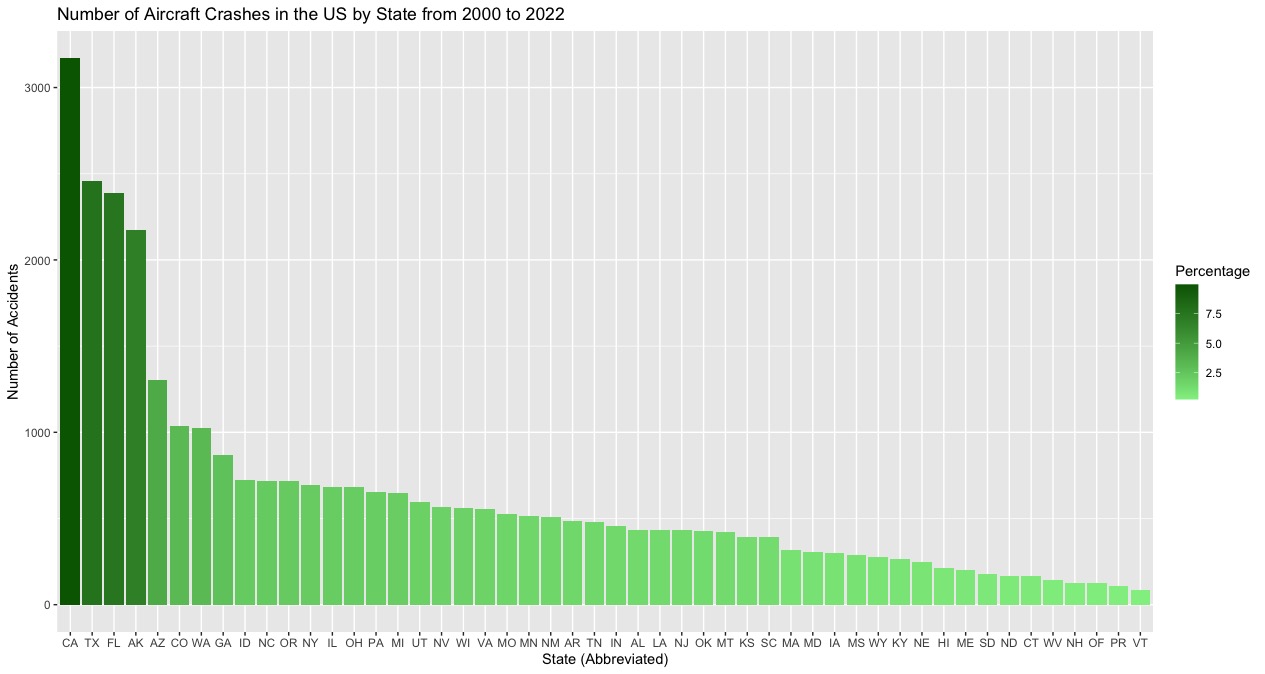 Number of Aircraft Crashes in the US by State from 2000 to 2022
Number of Accidents
3000
2000
1000
0
CA TX FL AK AZ CO WA GA ID NC OR NY IL OH PA MI UT NV WI VA MO MN NM AR TN IN AL LA NJ OK MT KS SC MA MD IA MS WY KY NE HI ME SD ND CT WV NH OF PR VT
State (Abbreviated)
Percentage
7.5
5.0
2.5